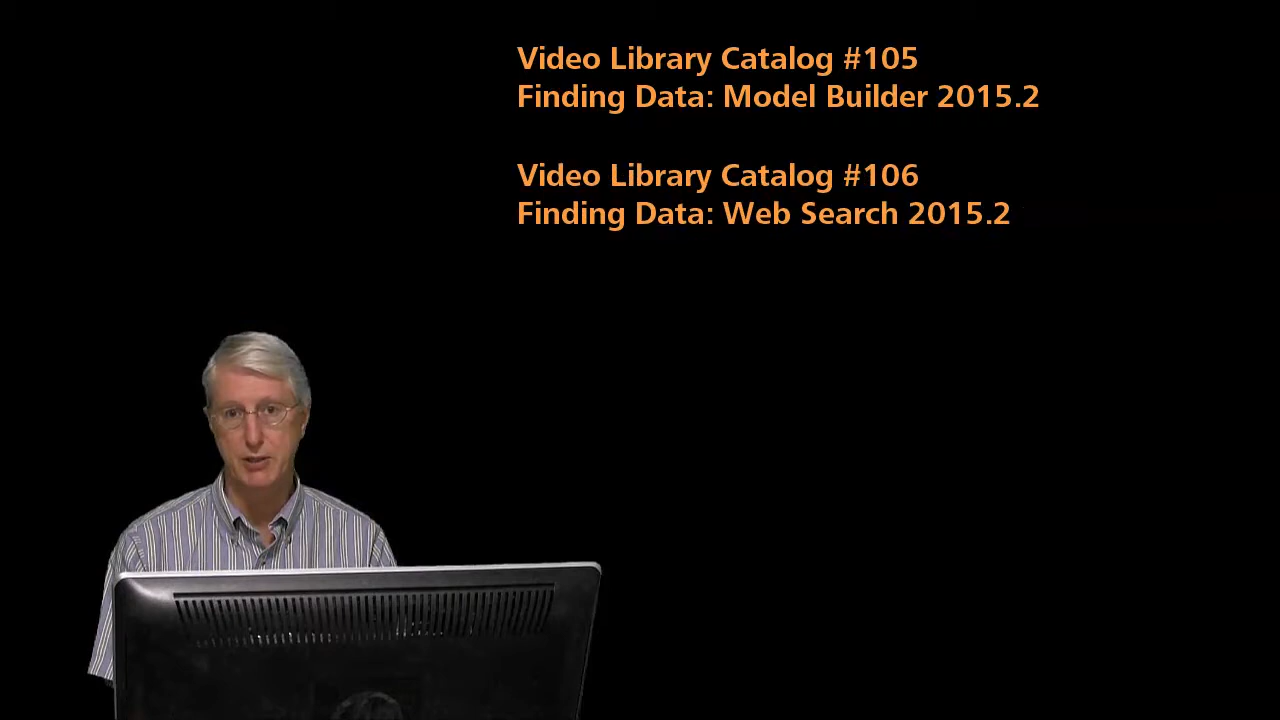 Video Library Catalog #105
Finding Data: Model Builder 2015.2
Video Library Catalog #106
Finding Data: Web Search 2015.2